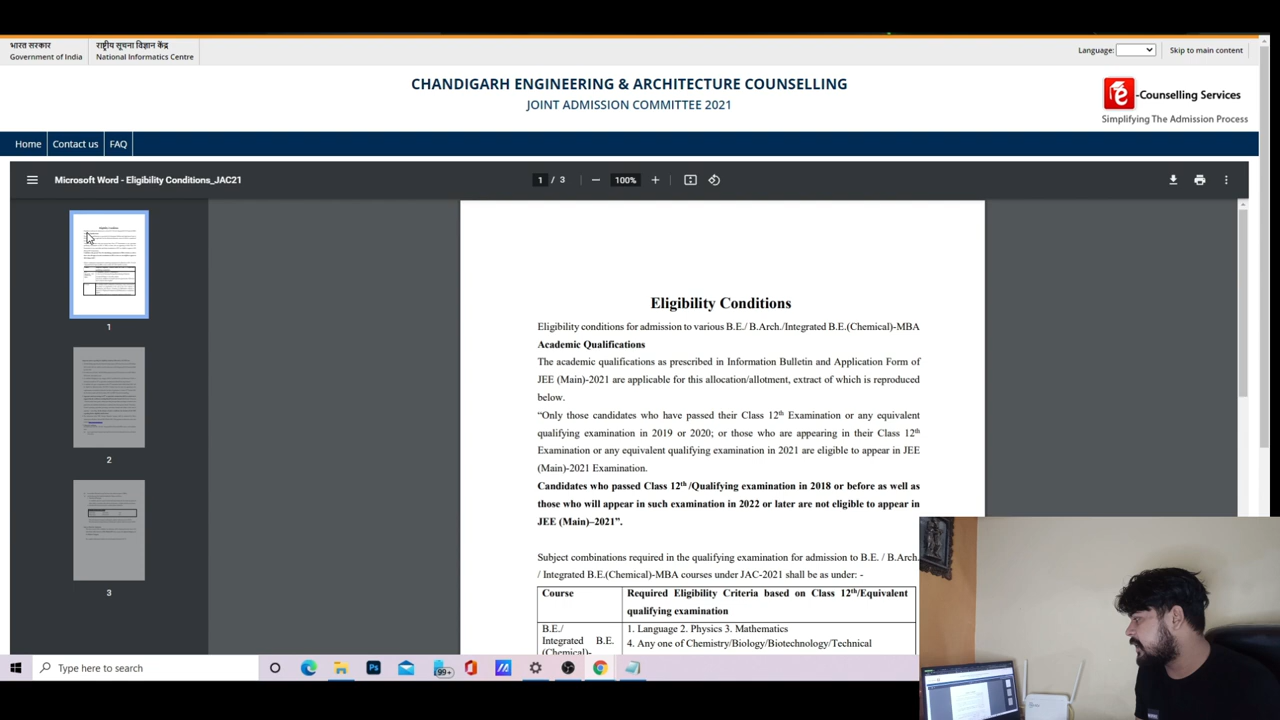 भारत सरकार
Government of India
राष्ट्रीय सूचना विज्ञान केंद्र
National Informatics Centre
Language:
Skip to main content
CHANDIGARH ENGINEERING & ARCHITECTURE COUNSELLING
JOINT ADMISSION COMMITTEE 2021
e-Counselling Services
Simplifying The Admission Process
Home
Contact us
FAQ
Microsoft Word - Eligibility Conditions_JAC21
1 / 3
100%
1
2
3
Eligibility Conditions
Eligibility conditions for admission to various B.E./ B.Arch./Integrated B.E.(Chemical)-MBA
Academic Qualifications
The academic qualifications as prescribed in Information Bulletin and Application Form of
JEE (Main)-2021 are applicable for this allocation/allotment, extract of which is reproduced
below.
“Only those candidates who have passed their Class 12th Examination or any equivalent
qualifying examination in 2019 or 2020; or those who are appearing in their Class 12th
Examination or any equivalent qualifying examination in 2021 are eligible to appear in JEE
(Main)-2021 Examination.
Candidates who passed Class 12th /Qualifying examination in 2018 or before as well as
those who will appear in such examination in 2022 or later are not eligible to appear in
JEE (Main)–2021”.
Subject combinations required in the qualifying examination for admission to B.E. / B.Arch.
/ Integrated B.E.(Chemical)-MBA courses under JAC-2021 shall be as under: -
Course
Required Eligibility Criteria based on Class 12th/Equivalent
qualifying examination
B.E./
Integrated B.E.
(Chemical)-
1. Language 2. Physics 3. Mathematics
4. Any one of Chemistry/Biology/Biotechnology/Technical
Type here to search
99+